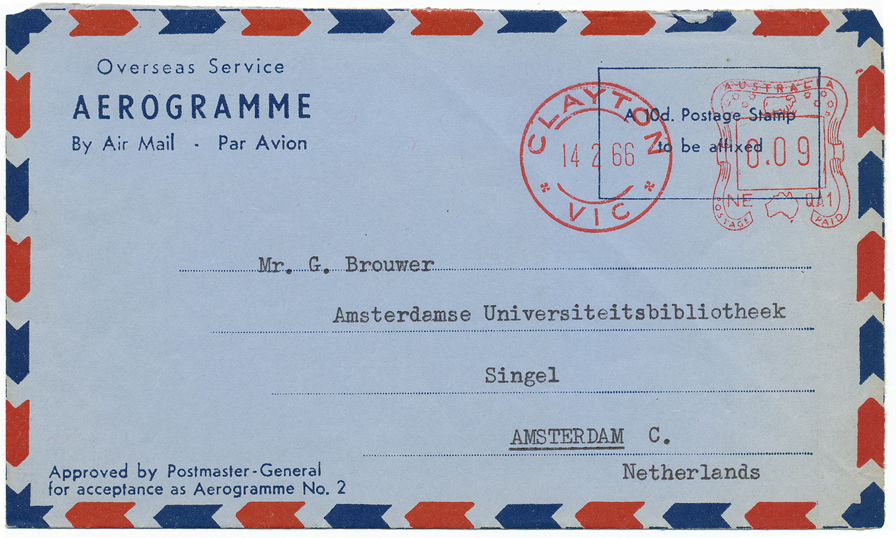 Overseas Service
AEROGRAMME
By Air Mail - Par Avion
CLAYTON
14 2 66
VIC
A 10d. Postage Stamp
to be affixed
AUSTRALIA
0.09
NE QA1
POSTAGE PAID
Mr. G. Brouwer
Amsterdamse Universiteitsbibliotheek
Singel
AMSTERDAM C.
Netherlands
Approved by Postmaster-General
for acceptance as Aerogramme No. 2